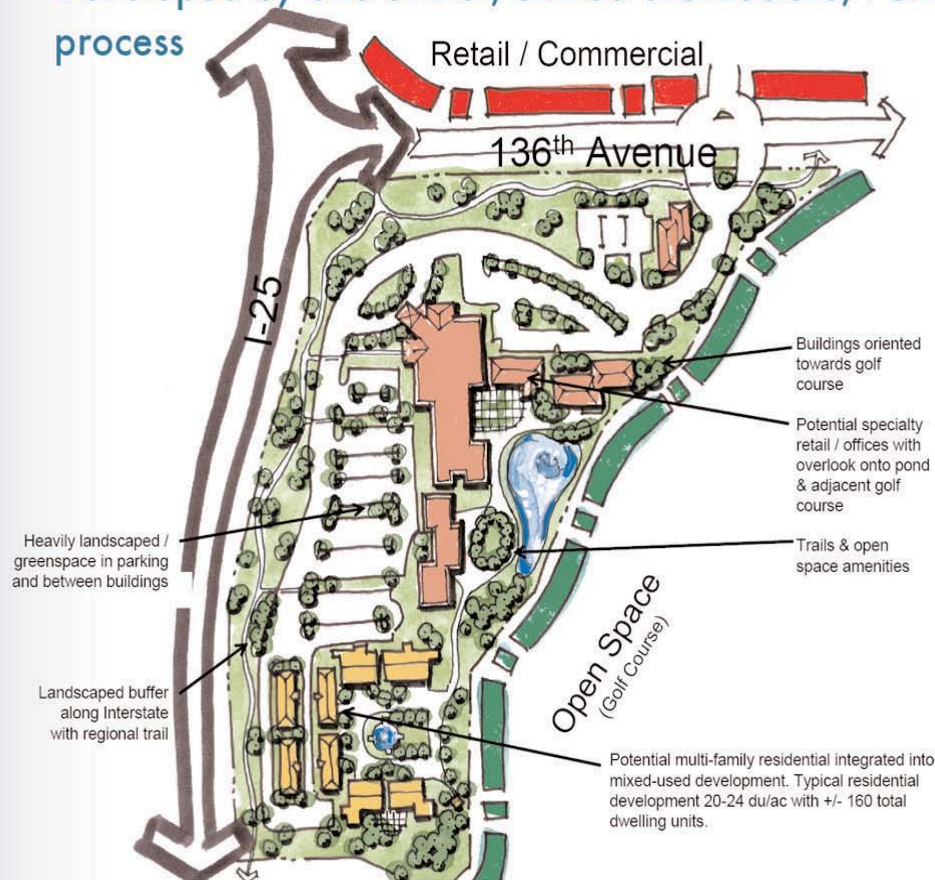 process
Retail / Commercial
136th Avenue
I-25
Buildings oriented
towards golf
course
Potential specialty
retail / offices with
overlook onto pond
& adjacent golf
course
Heavily landscaped /
greenspace in parking
and between buildings
Trails & open
space amenities
Open Space
(Golf Course)
Landscaped buffer
along Interstate
with regional trail
Potential multi-family residential integrated into
mixed-used development. Typical residential
development 20-24 du/ac with +/- 160 total
dwelling units.